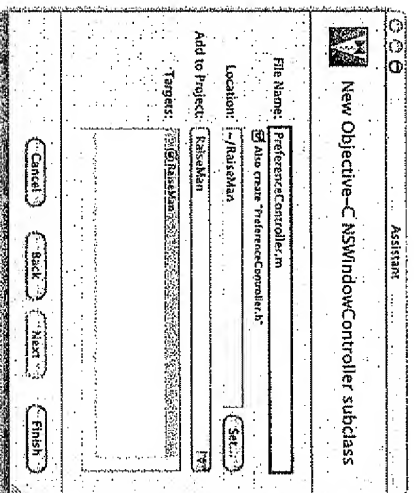 Assistant
New Objective-C NSWindowController subclass
File Name: PreferenceController.m
Also create "PreferenceController.h"
Location: ~/RaiseMan Set...
Add to Project: RaiseMan
Targets: RaiseMan
Cancel Back Next Finish